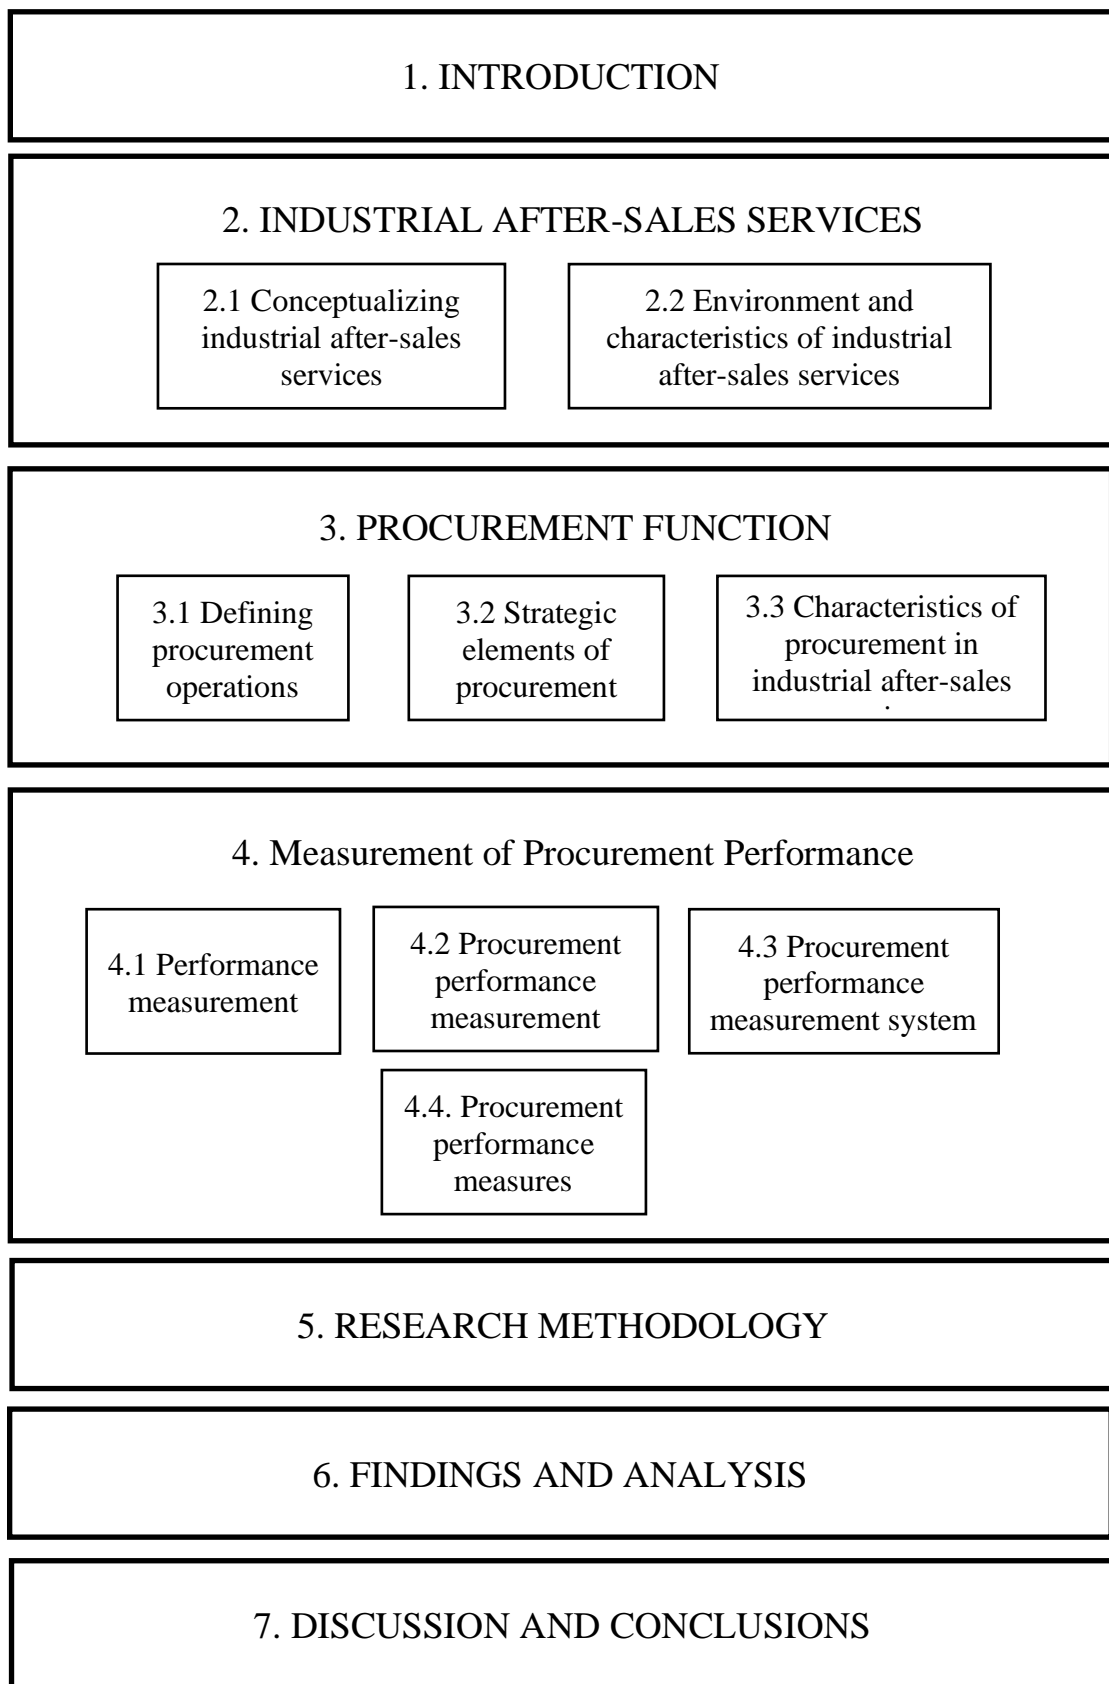 1. INTRODUCTION
2. INDUSTRIAL AFTER-SALES SERVICES
2.1 Conceptualizing
industrial after-sales
services
2.2 Environment and
characteristics of industrial
after-sales services
3. PROCUREMENT FUNCTION
3.1 Defining
procurement
operations
3.2 Strategic
elements of
procurement
3.3 Characteristics of
procurement in
industrial after-sales
4. Measurement of Procurement Performance
4.1 Performance
measurement
4.2 Procurement
performance
measurement
4.3 Procurement
performance
measurement system
4.4. Procurement
performance
measures
5. RESEARCH METHODOLOGY
6. FINDINGS AND ANALYSIS
7. DISCUSSION AND CONCLUSIONS